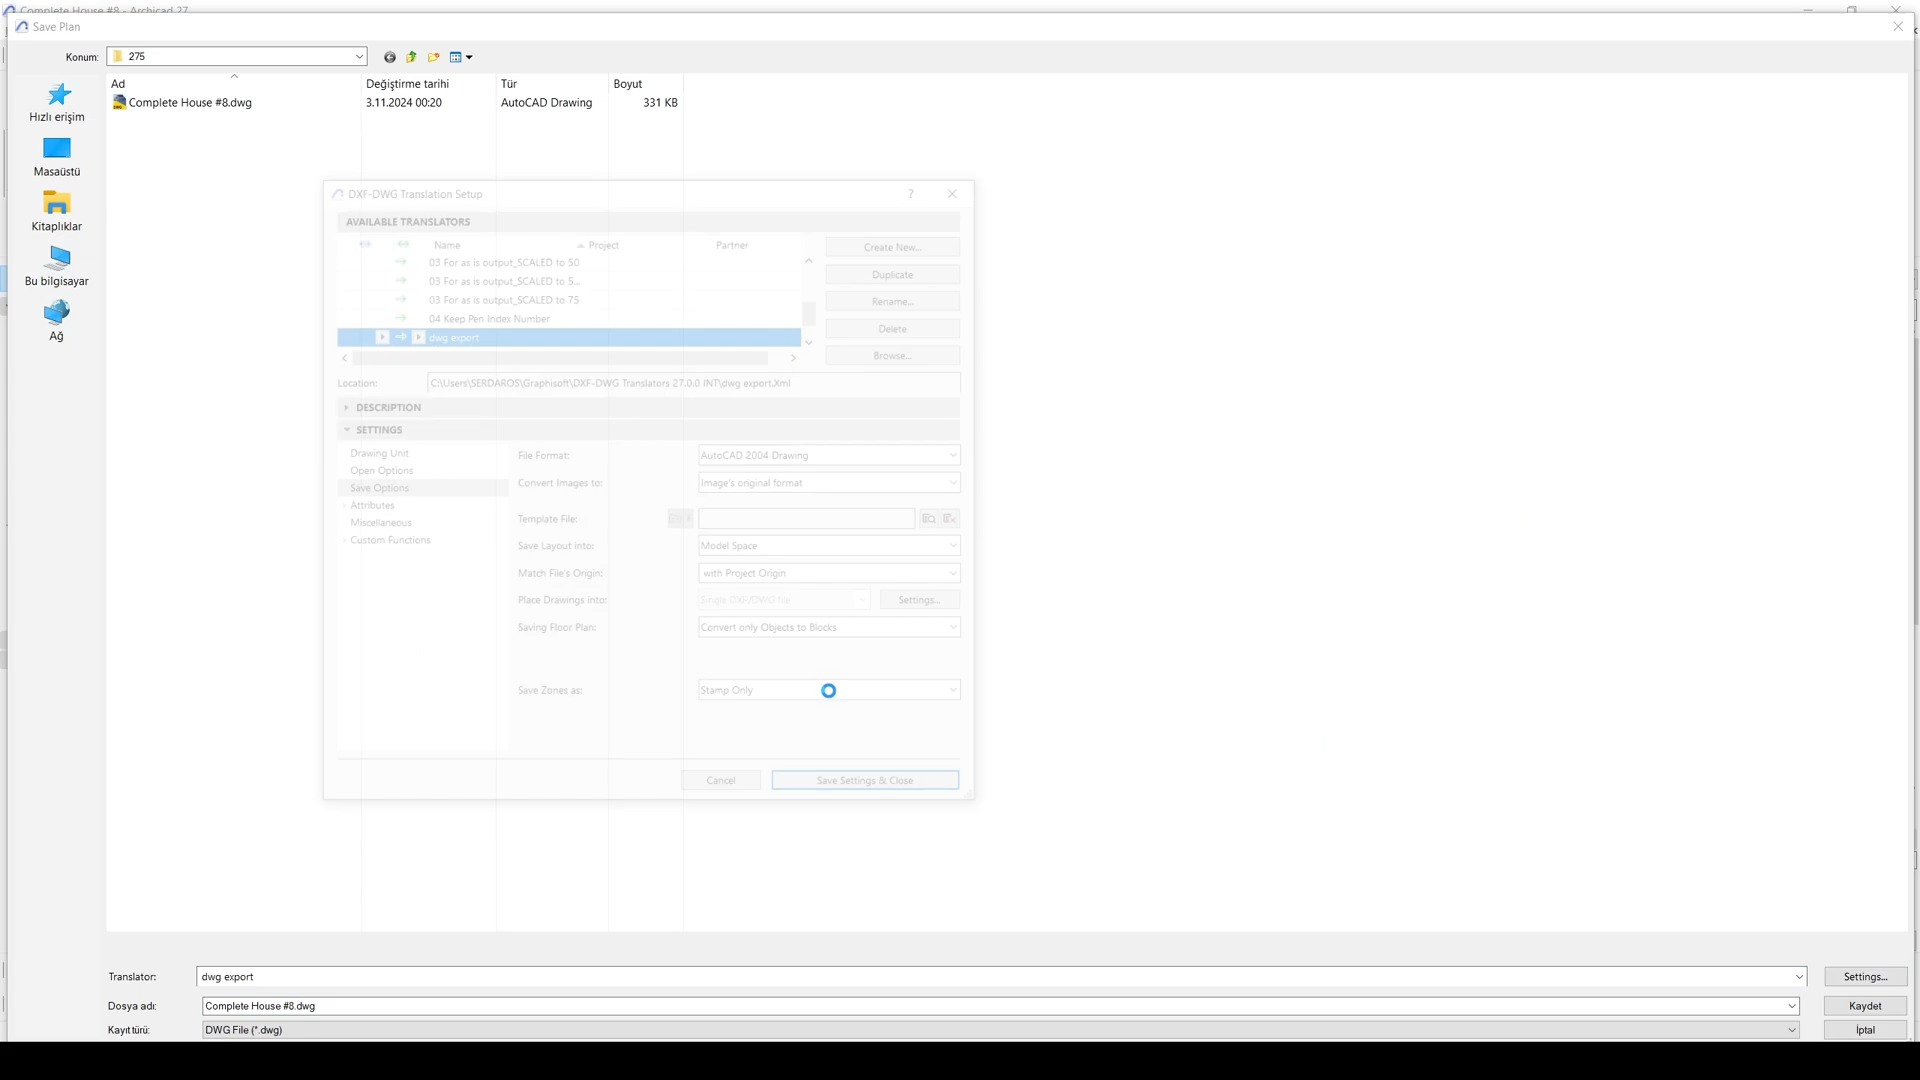 Complete House #8 - Archicad 27
Save Plan
Konum: 275
Ad Değiştirme tarihi Tür Boyut
Complete House #8.dwg 3.11.2024 00:20 AutoCAD Drawing 331 KB
Hızlı erişim
Masaüstü
Kitaplıklar
Bu bilgisayar
Ağ
DXF-DWG Translation Setup ?
AVAILABLE TRANSLATORS
Name Project Partner
03 For as is output_SCALED to 50
03 For as is output_SCALED to 5...
03 For as is output_SCALED to 75
04 Keep Pen Index Number
dwg export
Create New...
Duplicate
Rename...
Delete
Browse...
Location: C:\Users\SERDAROS\Graphisoft\DXF-DWG Translators 27.0.0 INT\dwg export.Xml
DESCRIPTION
SETTINGS
Drawing Unit
Open Options
Save Options
Attributes
Miscellaneous
Custom Functions
File Format: AutoCAD 2004 Drawing
Convert Images to: Image's original format
Template File:
Save Layout into: Model Space
Match File's Origin: with Project Origin
Place Drawings into: Single DXF/DWG file Settings...
Saving Floor Plan: Convert only Objects to Blocks
Save Zones as: Stamp Only
Cancel Save Settings & Close
Translator: dwg export Settings...
Dosya adı: Complete House #8.dwg Kaydet
Kayıt türü: DWG File (*.dwg) İptal